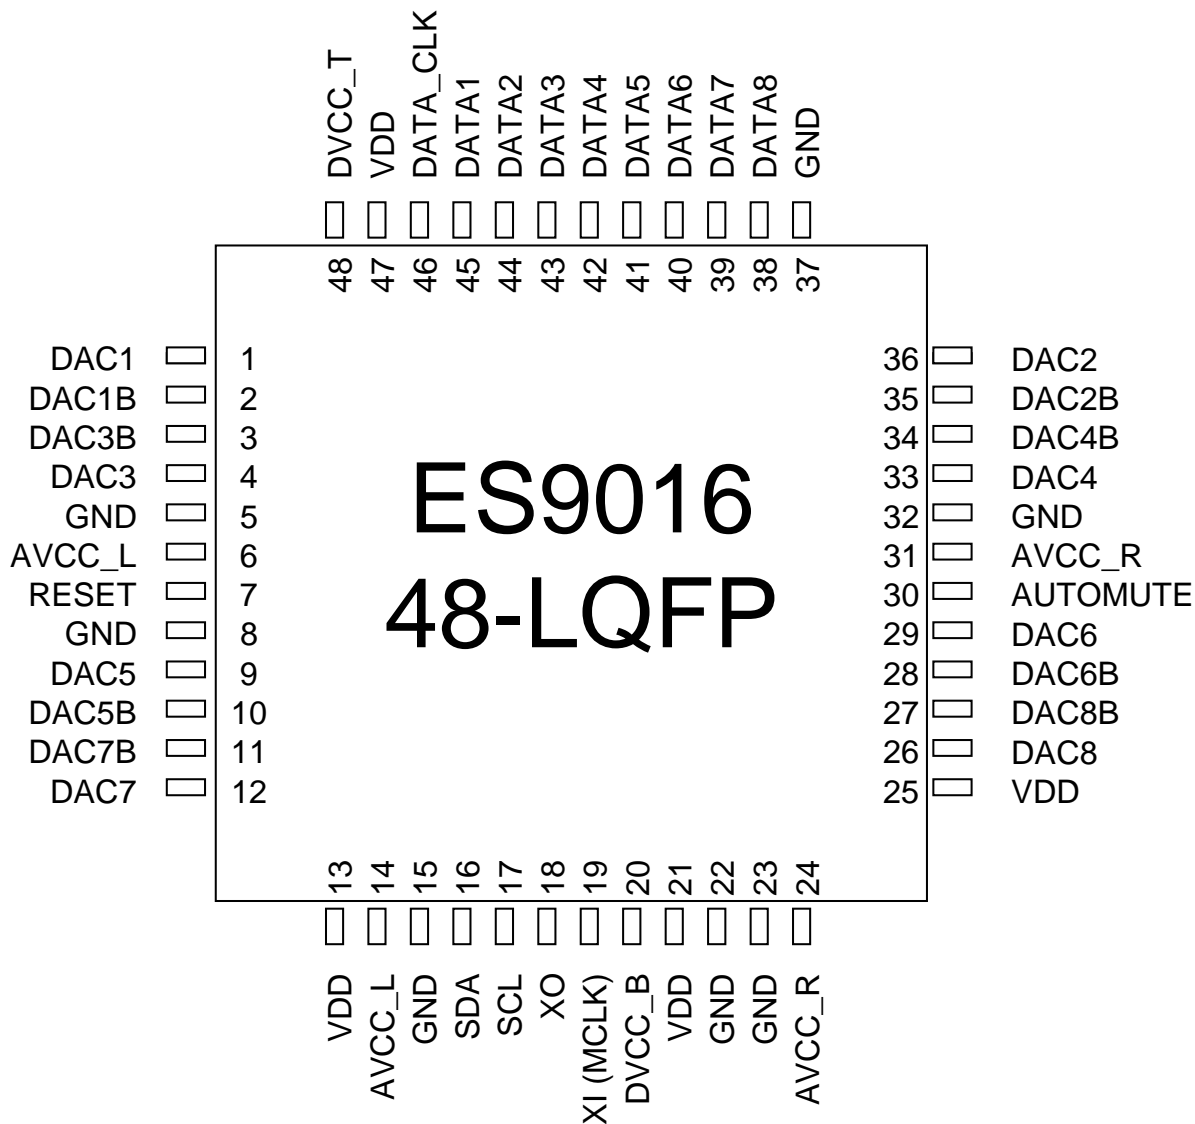 DVCC_T
VDD
DATA_CLK
DATA1
DATA2
DATA3
DATA4
DATA5
DATA6
DATA7
DATA8
GND
48
47
46
45
44
43
42
41
40
39
38
37
DAC1 1 36 DAC2
DAC1B 2 35 DAC2B
DAC3B 3 34 DAC4B
DAC3 4 33 DAC4
GND 5 32 GND
AVCC_L 6 31 AVCC_R
RESET 7 30 AUTOMUTE
GND 8 29 DAC6
DAC5 9 28 DAC6B
DAC5B 10 27 DAC8B
DAC7B 11 26 DAC8
DAC7 12 25 VDD
ES9016
48-LQFP
13
14
15
16
17
18
19
20
21
22
23
24
VDD
AVCC_L
GND
SDA
SCL
XO
XI (MCLK)
DVCC_B
VDD
GND
GND
AVCC_R